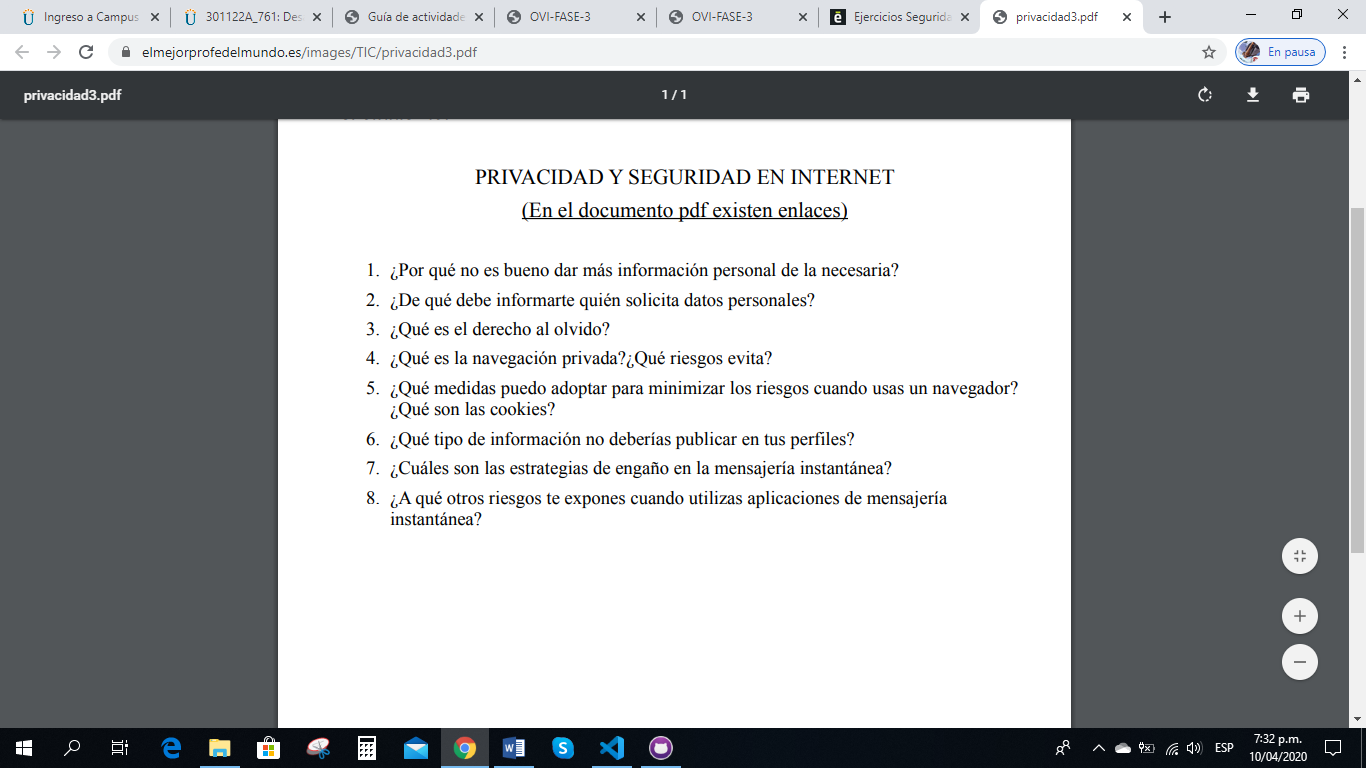 Ingreso a Campus
301122A_761: Des
Guía de actividade
OVI-FASE-3
OVI-FASE-3
Ejercicios Segurida
privacidad3.pdf
elmejorprofedelmundo.es/images/TIC/privacidad3.pdf
En pausa
privacidad3.pdf
1 / 1
PRIVACIDAD Y SEGURIDAD EN INTERNET
(En el documento pdf existen enlaces)
1. ¿Por qué no es bueno dar más información personal de la necesaria?
2. ¿De qué debe informarte quién solicita datos personales?
3. ¿Qué es el derecho al olvido?
4. ¿Qué es la navegación privada?¿Qué riesgos evita?
5. ¿Qué medidas puedo adoptar para minimizar los riesgos cuando usas un navegador?
¿Qué son las cookies?
6. ¿Qué tipo de información no deberías publicar en tus perfiles?
7. ¿Cuáles son las estrategias de engaño en la mensajería instantánea?
8. ¿A qué otros riesgos te expones cuando utilizas aplicaciones de mensajería
instantánea?
ESP
7:32 p.m.
10/04/2020